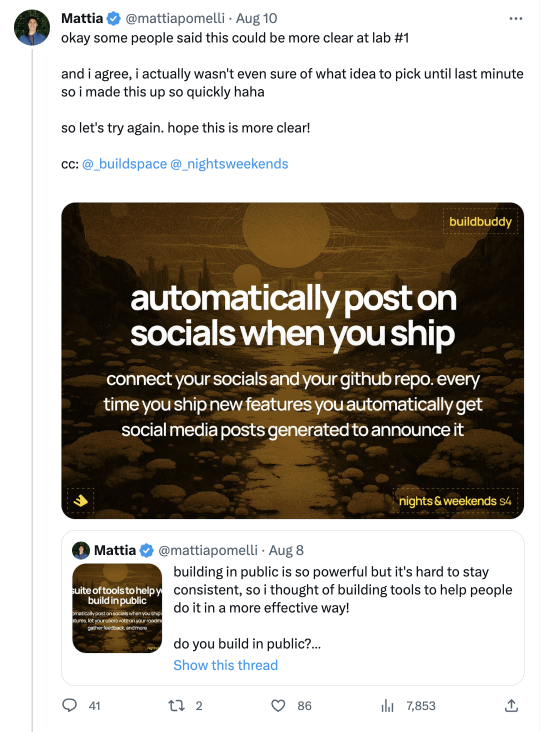 Mattia @mattiapomelli · Aug 10
okay some people said this could be more clear at lab #1
and i agree, i actually wasn't even sure of what idea to pick until last minute
so i made this up so quickly haha
so let's try again. hope this is more clear!
cc: @_buildspace @_nightsweekends
buildbuddy
automatically post on
socials when you ship
connect your socials and your github repo. every
time you ship new features you automatically get
social media posts generated to announce it
nights & weekends s4
Mattia @mattiapomelli · Aug 8
suite of tools to help y
build in public
building in public is so powerful but it's hard to stay
consistent, so i thought of building tools to help people
do it in a more effective way!
do you build in public?...
Show this thread
41
2
86
7,853